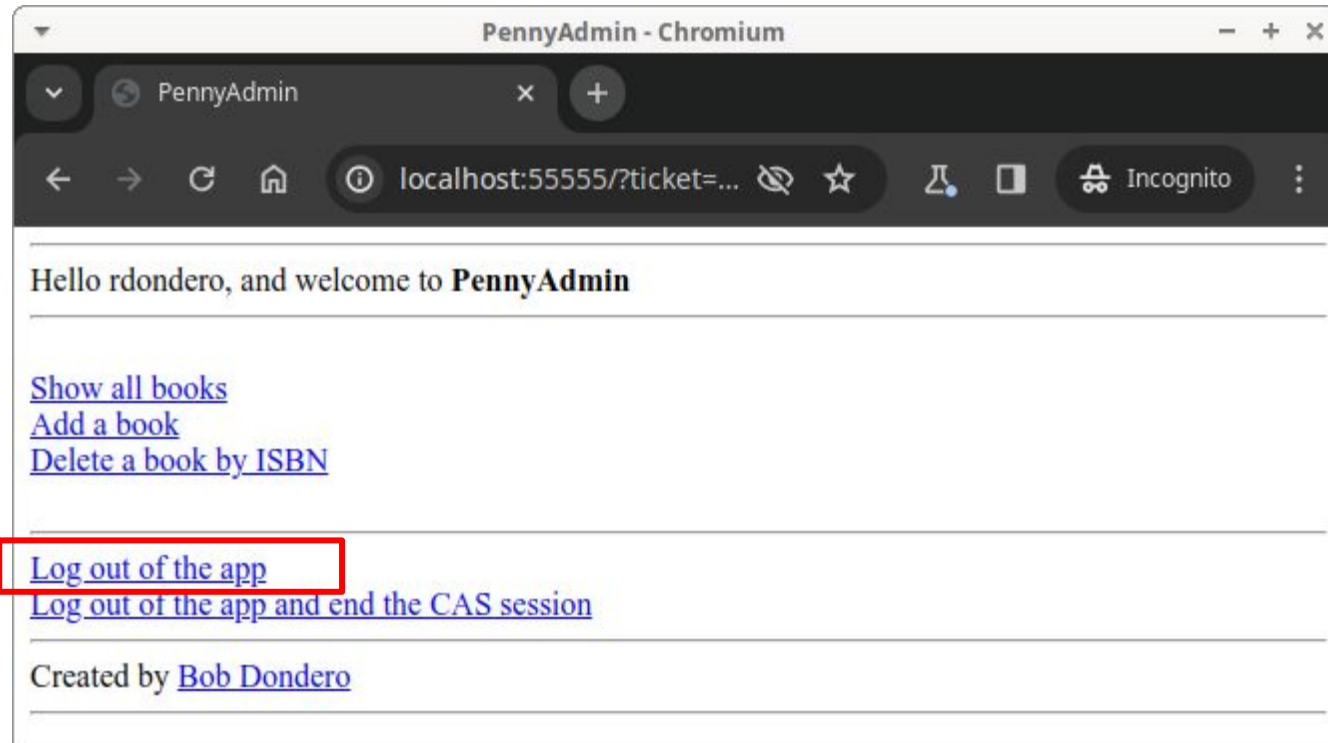 PennyAdmin - Chromium
PennyAdmin
localhost:55555/?ticket=...
Incognito
Hello rdondero, and welcome to PennyAdmin
Show all books
Add a book
Delete a book by ISBN
Log out of the app
Log out of the app and end the CAS session
Created by Bob Dondero